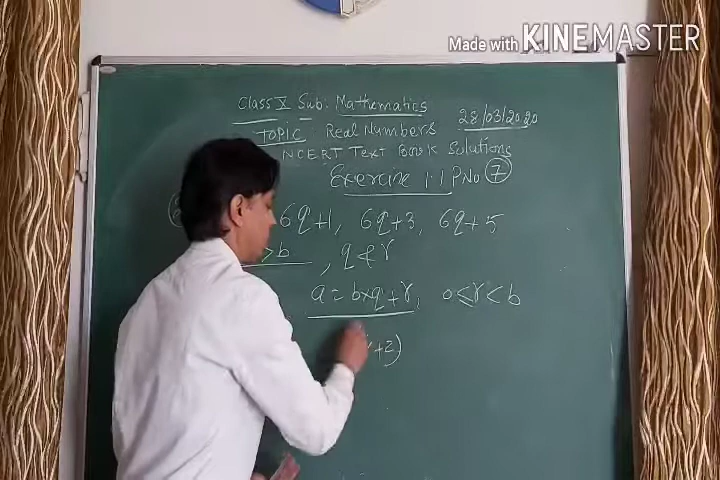 Made with KINEMASTER
Class X Sub: Mathematics
28/03/2020
TOPIC Real Numbers
NCERT Text Book Solutions
Exercise 1.1 P.No 7
6q+1, 6q+3, 6q+5
>b, q & r
a = b×q+r, 0≤r<b
+2)